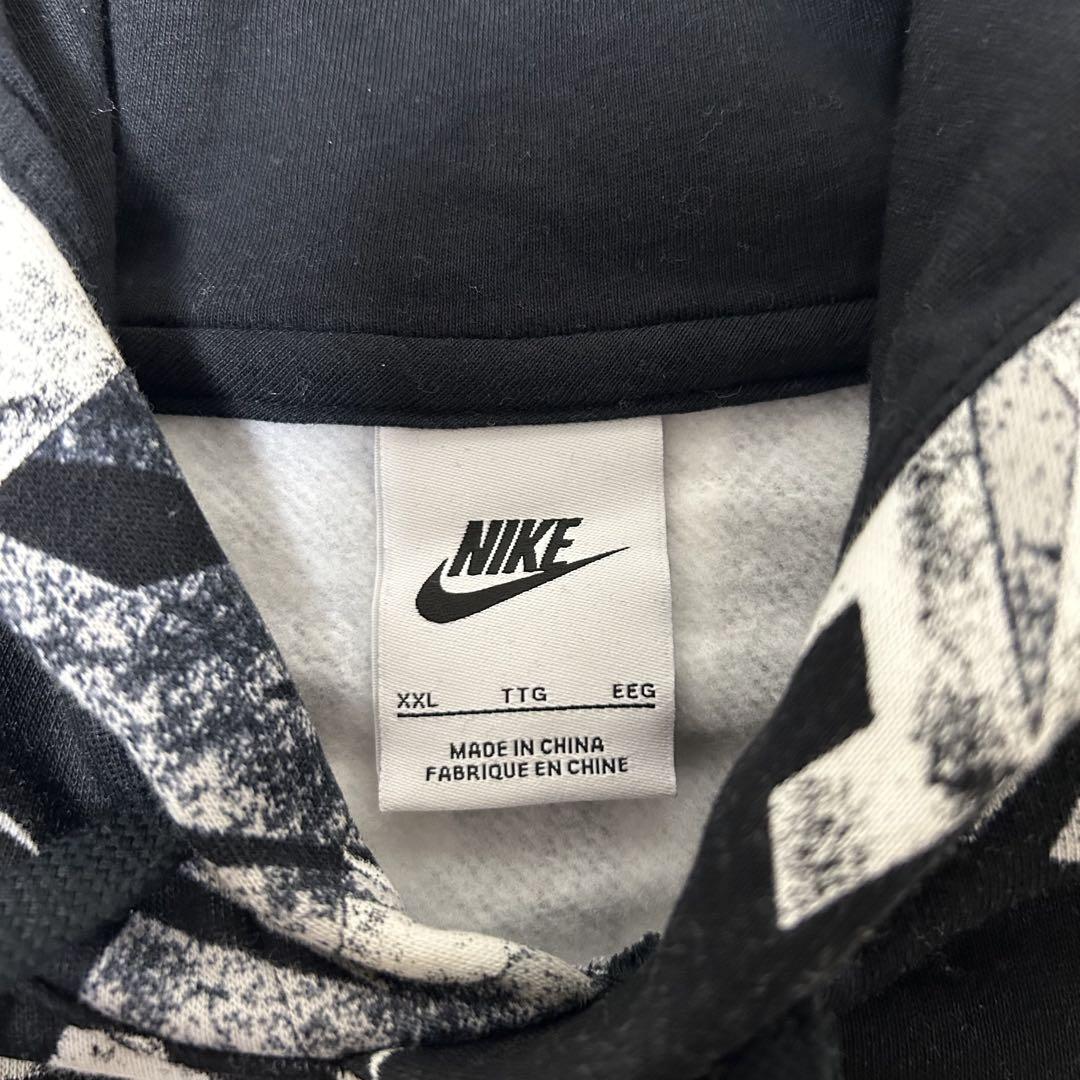 NIKE
XXL TTG EEG
MADE IN CHINA
FABRIQUE EN CHINE